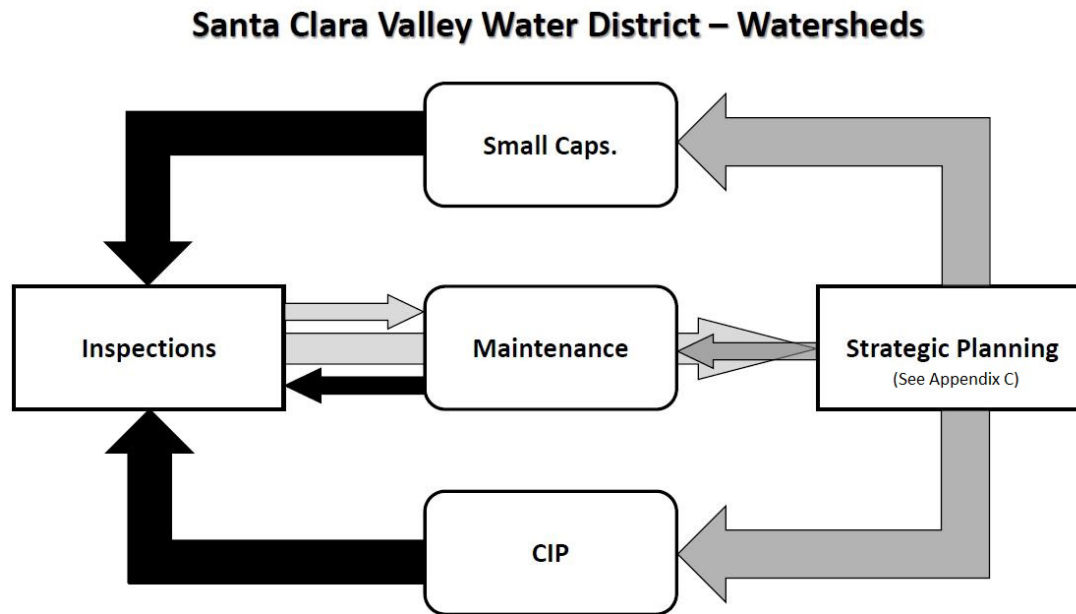 Santa Clara Valley Water District – Watersheds
Small Caps.
Inspections
Maintenance
Strategic Planning
(See Appendix C)
CIP